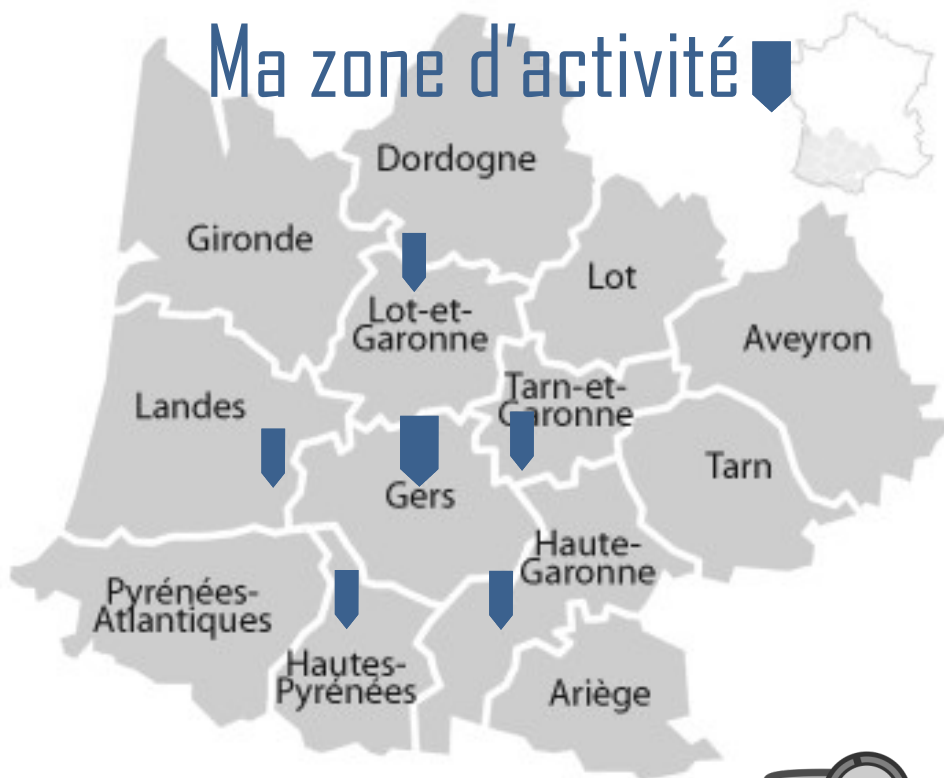 Ma zone d'activité
Dordogne
Gironde
Lot
Lot-et-
Garonne
Aveyron
Tarn-et-
Garonne
Landes
Tarn
Gers
Haute-
Garonne
Pyrénées-
Atlantiques
Hautes-
Pyrénées
Ariège